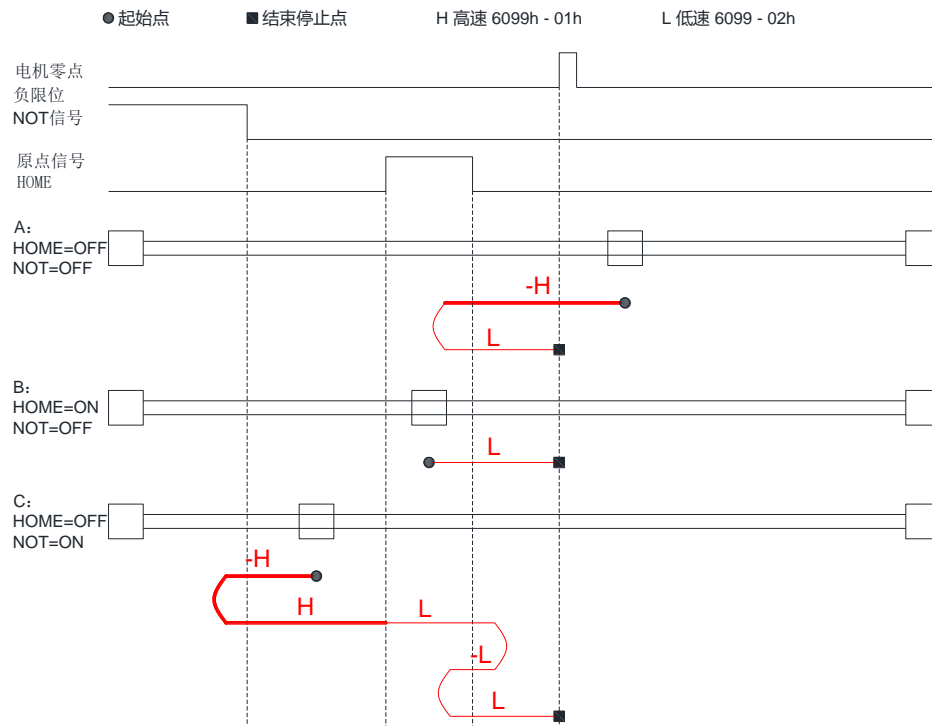 起始点 结束停止点 H 高速 6099h - 01h L 低速 6099 - 02h
电机零点
负限位
NOT信号
原点信号
HOME
A:
HOME=OFF
NOT=OFF
-H
L
B:
HOME=ON
NOT=OFF
L
C:
HOME=OFF
NOT=ON
-H
H L
-L
L